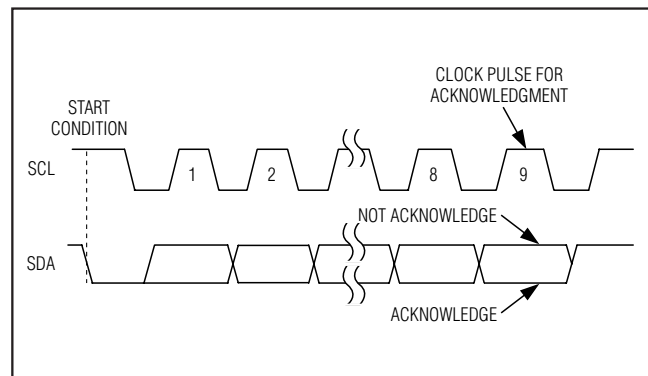 CLOCK PULSE FOR
ACKNOWLEDGMENT
START
CONDITION
SCL
1
2
8
9
NOT ACKNOWLEDGE
SDA
ACKNOWLEDGE